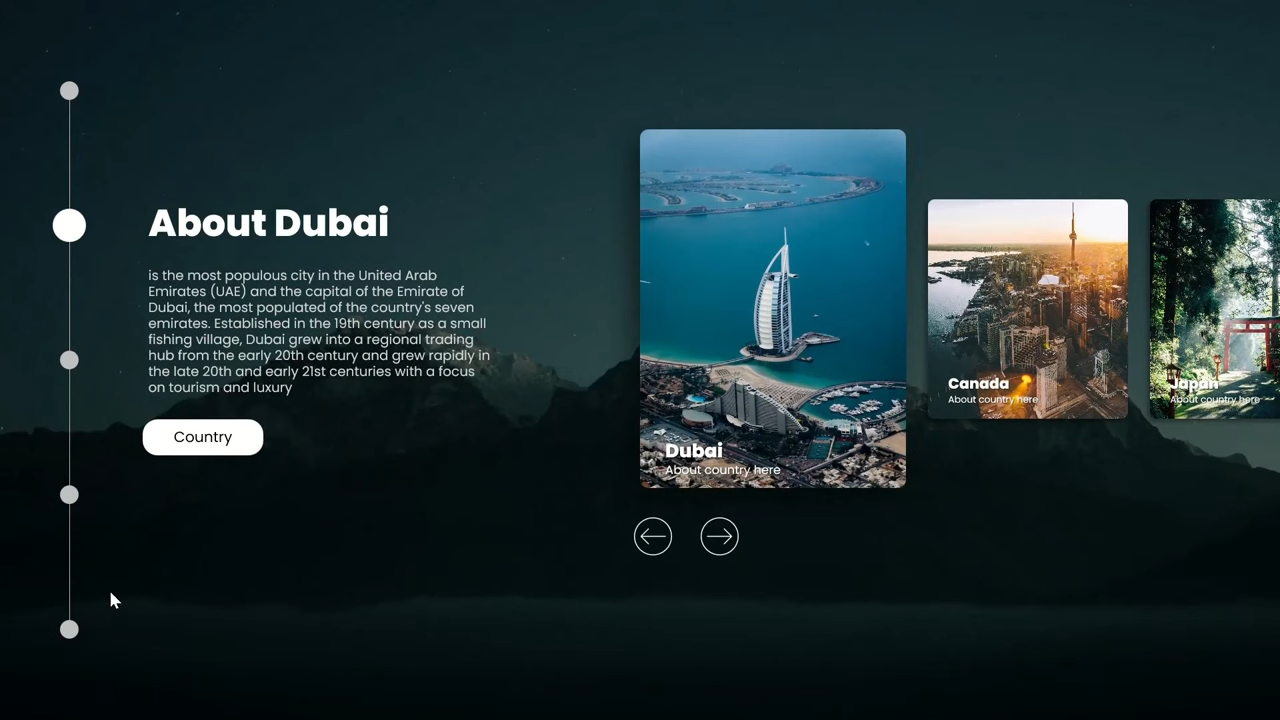 About Dubai
is the most populous city in the United Arab
Emirates (UAE) and the capital of the Emirate of
Dubai, the most populated of the country's seven
emirates. Established in the 19th century as a small
fishing village, Dubai grew into a regional trading
hub from the early 20th century and grew rapidly in
the late 20th and early 21st centuries with a focus
on tourism and luxury
Country
Dubai
About country here
Canada
About country here
Japan
About country here